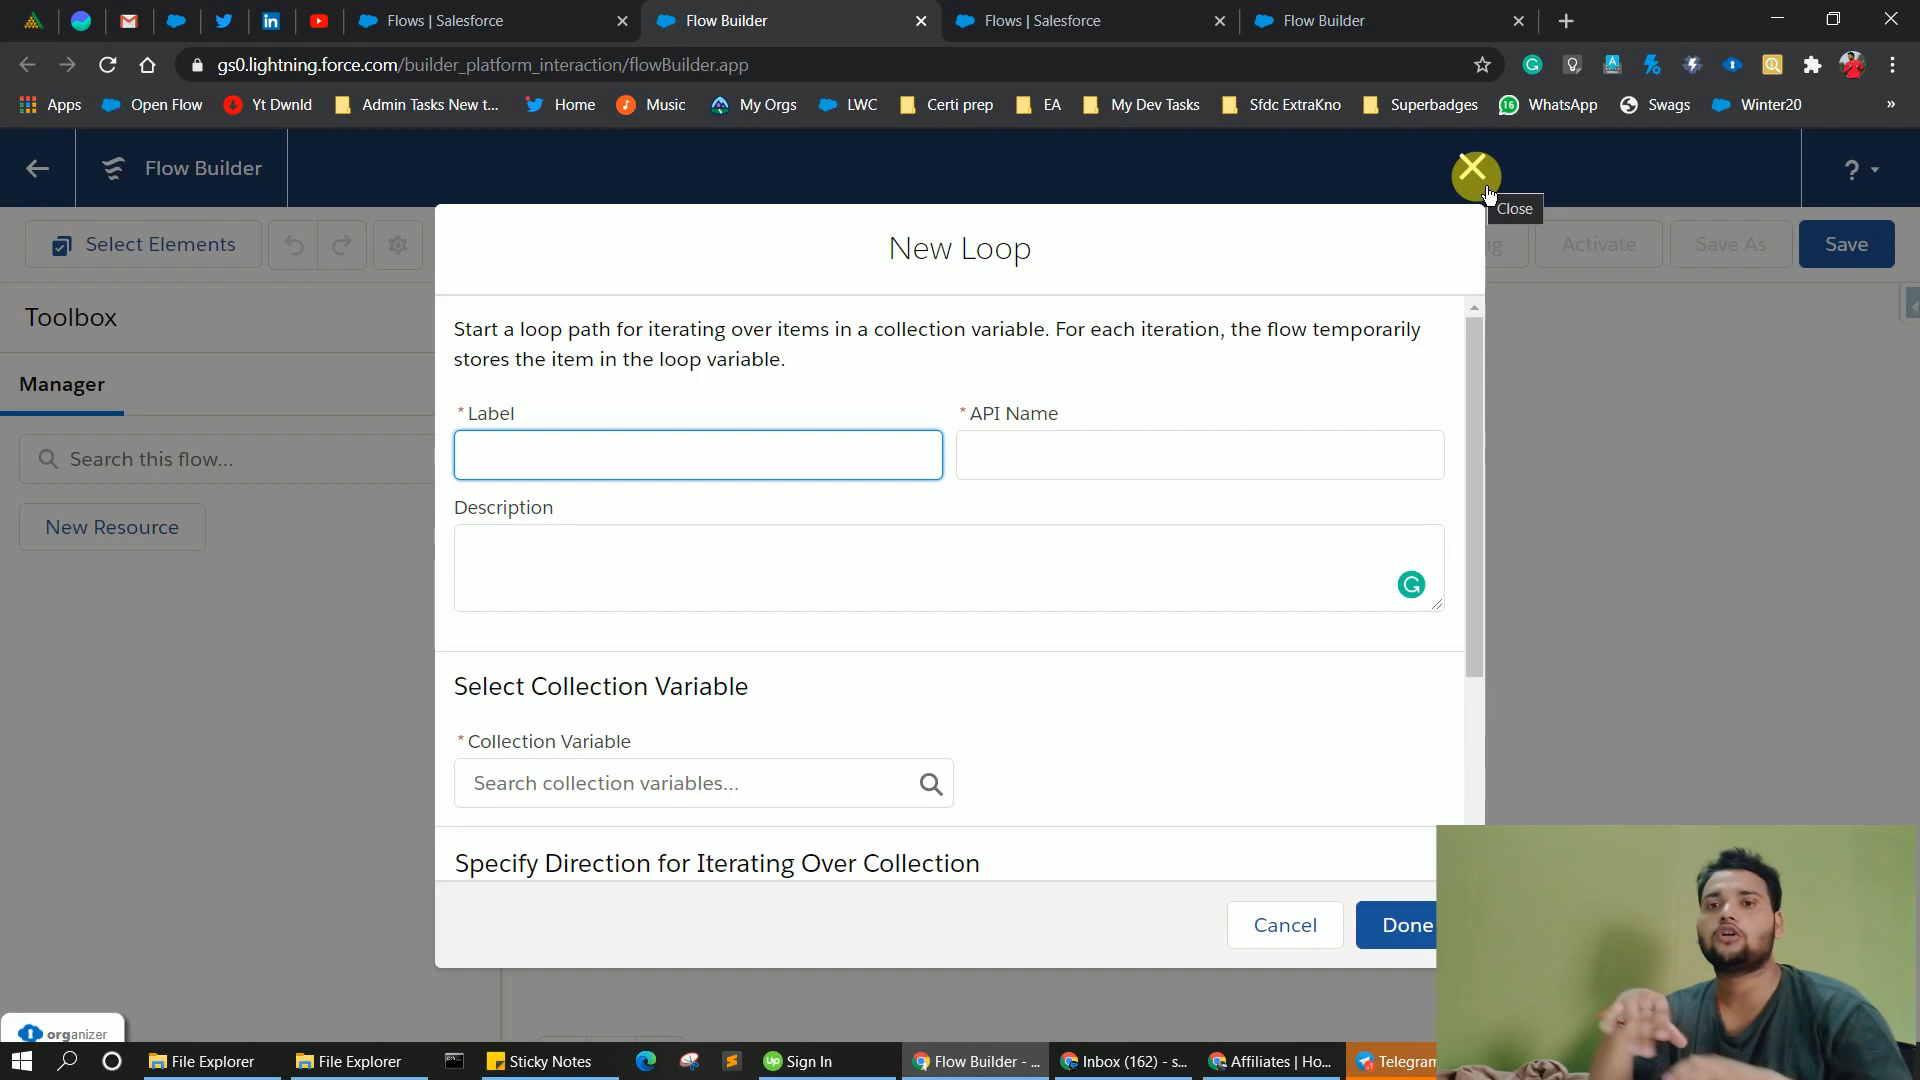 Flows | Salesforce
Flow Builder
Flows | Salesforce
Flow Builder
gs0.lightning.force.com/builder_platform_interaction/flowBuilder.app
Apps
Open Flow
Yt Dwnld
Admin Tasks New t...
Home
Music
My Orgs
LWC
Certi prep
EA
My Dev Tasks
Sfdc ExtraKno
Superbadges
16
WhatsApp
Swags
Winter20
»
Flow Builder
?
Close
Select Elements
Activate
Save As
Save
New Loop
Toolbox
Start a loop path for iterating over items in a collection variable. For each iteration, the flow temporarily
stores the item in the loop variable.
Manager
* Label
* API Name
Search this flow...
Description
New Resource
Select Collection Variable
* Collection Variable
Search collection variables...
Specify Direction for Iterating Over Collection
Cancel
Done
organizer
File Explorer
File Explorer
Sticky Notes
Sign In
Flow Builder - ...
Inbox (162) - s...
Affiliates | Ho...
Telegram